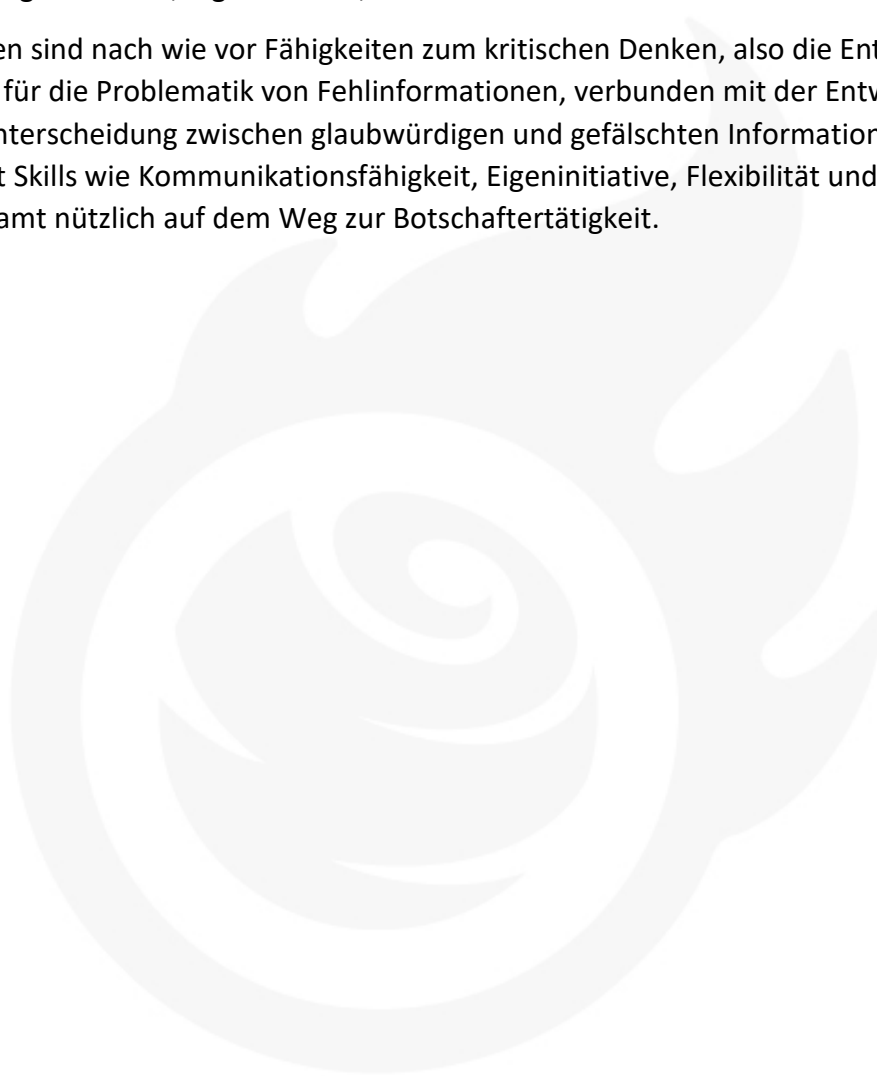 en sind nach wie vor Fähigkeiten zum kritischen Denken, also die Ent
für die Problematik von Fehlinformationen, verbunden mit der Entw
nterscheidung zwischen glaubwürdigen und gefälschten Information
t Skills wie Kommunikationsfähigkeit, Eigeninitiative, Flexibilität und
amt nützlich auf dem Weg zur Botschaftertätigkeit.